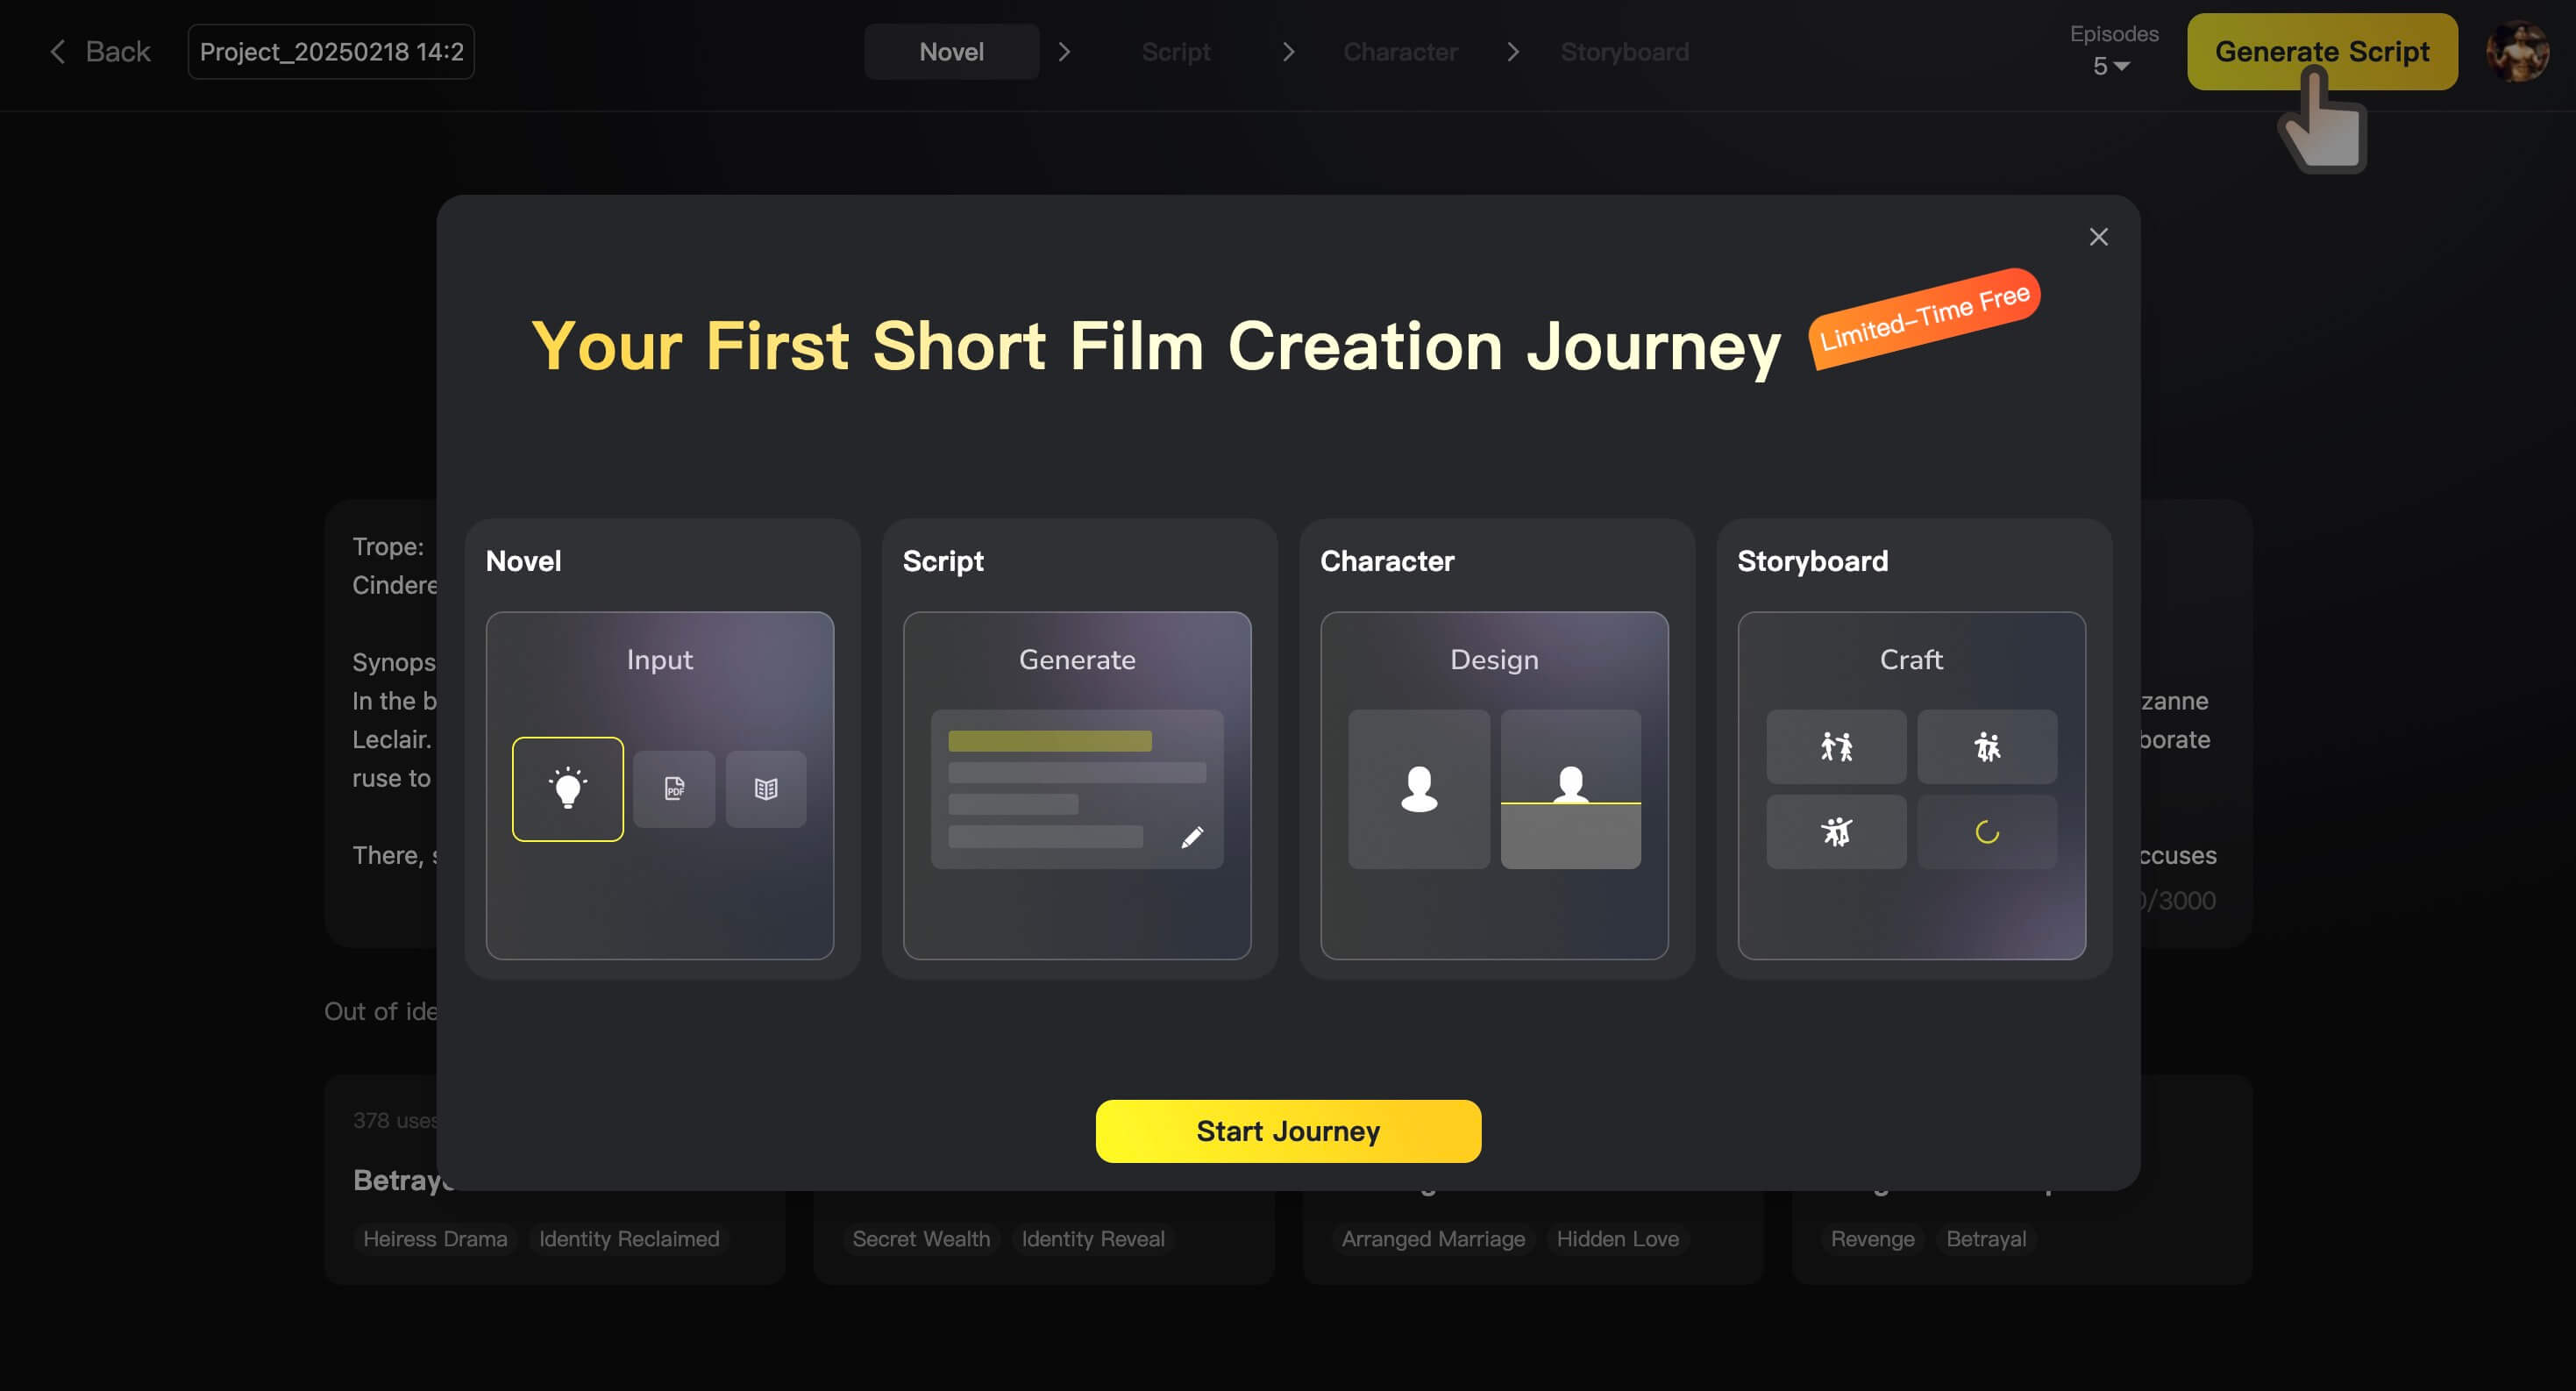 Back
Project_20250218 14:2
Novel
Script
Character
Storyboard
Episodes
5
Generate Script
Your First Short Film Creation Journey
Limited-Time Free
Novel
Script
Character
Storyboard
Input
Generate
Design
Craft
PDF
Start Journey
Trope:
Synops
In the b
zanne
Leclair.
borate
ruse to
There,
ccuses
/3000
Out of ide
378 uses
Heiress Drama
Identity Reclaimed
Secret Wealth
Identity Reveal
Arranged Marriage
Hidden Love
Revenge
Betrayal